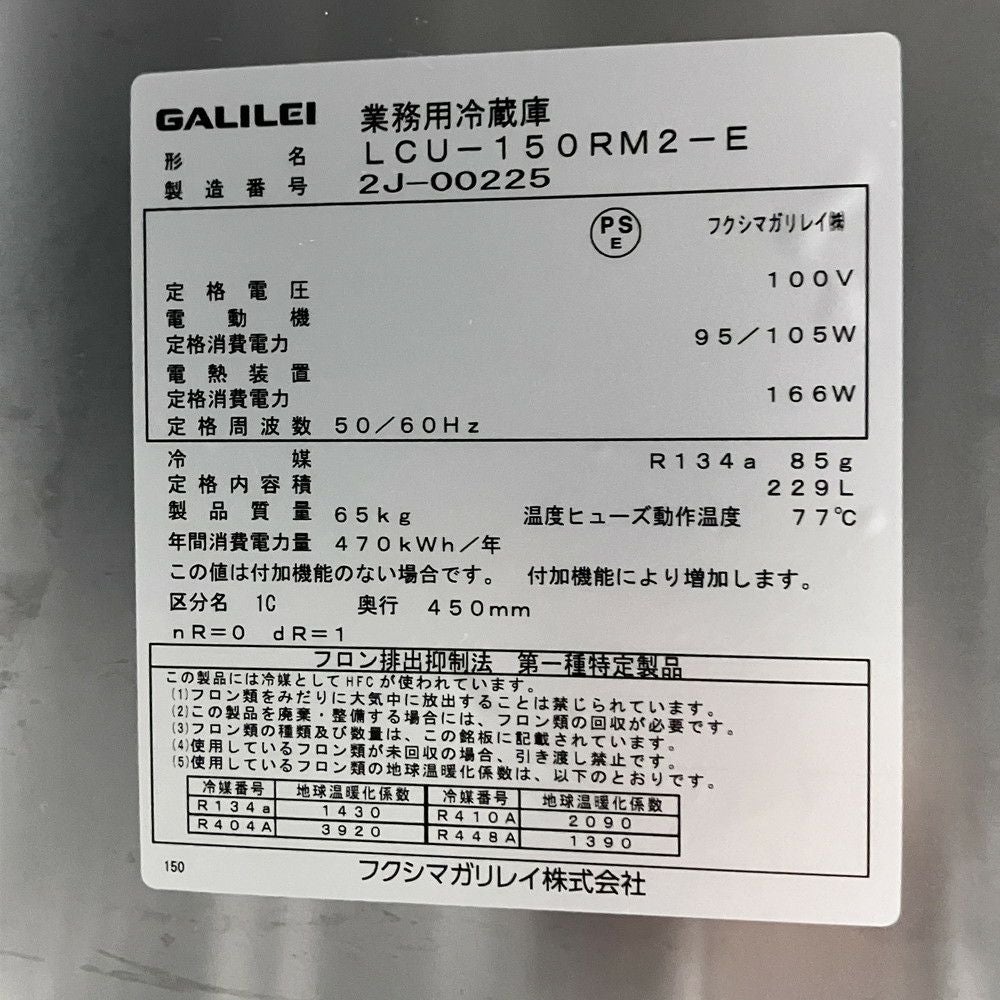 GALILEI 業務用冷蔵庫
形名 LCU-150RM2-E
製造番号 2J-00225
PS E フクシマガリレイ㈱
定格電圧 100V
電動機
定格消費電力 95/105W
電熱装置
定格消費電力 166W
定格周波数 50/60Hz
冷媒 R134a 85g
定格内容積 229L
製品質量 65kg 温度ヒューズ動作温度 77℃
年間消費電力量 470kWh/年
この値は付加機能のない場合です。 付加機能により増加します。
区分名 1C 奥行 450mm
nR=0 dR=1
フロン排出抑制法 第一種特定製品
この製品には冷媒としてHFCが使われています。
(1)フロン類をみだりに大気中に放出することは禁じられています。
(2)この製品を廃棄・整備する場合には、フロン類の回収が必要です。
(3)フロン類の種類及び数量は、この銘板に記載されています。
(4)使用しているフロン類が未回収の場合、引き渡し禁止です。
(5)使用しているフロン類の地球温暖化係数は、以下のとおりです。
冷媒番号 地球温暖化係数 冷媒番号 地球温暖化係数
R134a 1430 R410A 2090
R404A 3920 R448A 1390
150 フクシマガリレイ株式会社